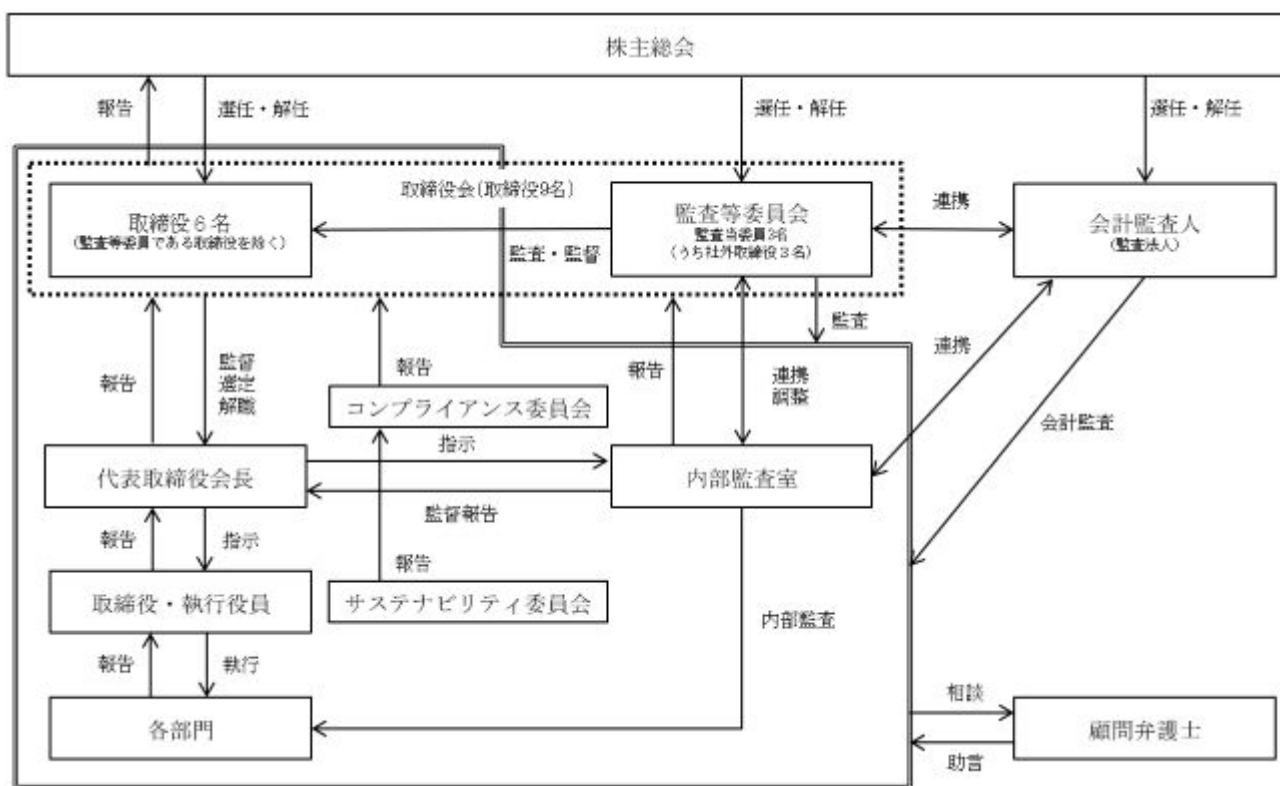 株主総会
報告
選任・解任
選任・解任
選任・解任
取締役会(取締役9名)
取締役６名
(監査等委員である取締役を除く)
監査・監督
監査等委員会
監査当委員3名
(うち社外取締役３名)
連携
会計監査人
(監査法人)
報告
監督
選定
解職
報告
報告
連携
調整
監査
連携
会計監査
コンプライアンス委員会
代表取締役会長
指示
監督報告
内部監査室
報告
指示
報告
取締役・執行役員
サステナビリティ委員会
内部監査
報告
執行
各部門
相談
助言
顧問弁護士